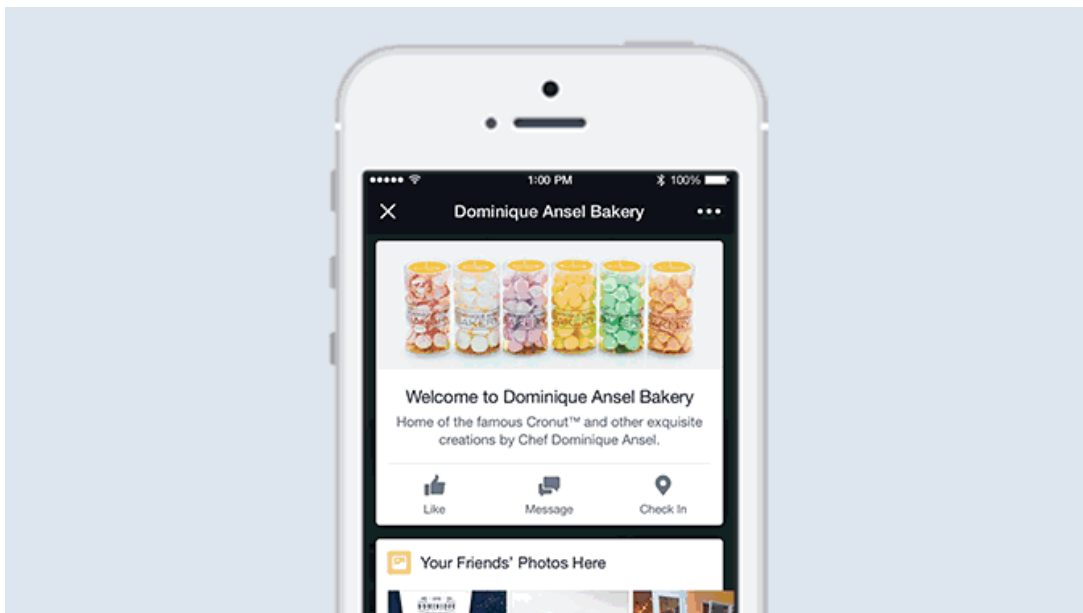 1:00 PM
100%
Dominique Ansel Bakery
Welcome to Dominique Ansel Bakery
Home of the famous Cronut™ and other exquisite
creations by Chef Dominique Ansel.
Like
Message
Check In
Your Friends' Photos Here
DOMINIQUE